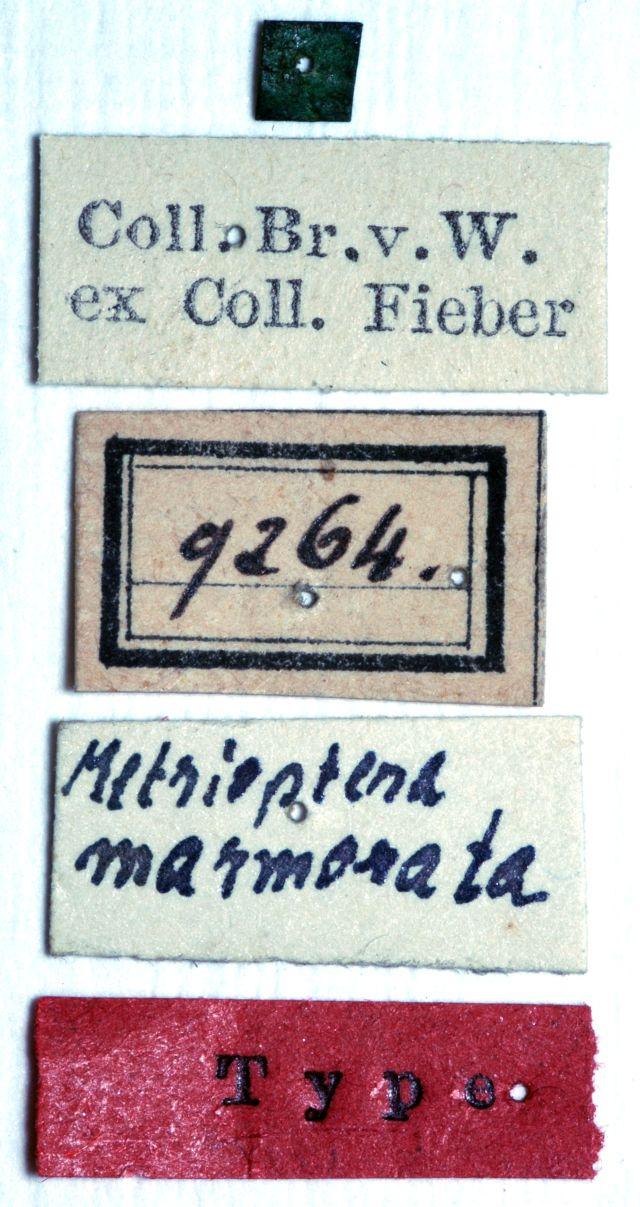 Coll. Br. v. W.
ex Coll. Fieber
9264.
Metrioptera
marmorata
Type